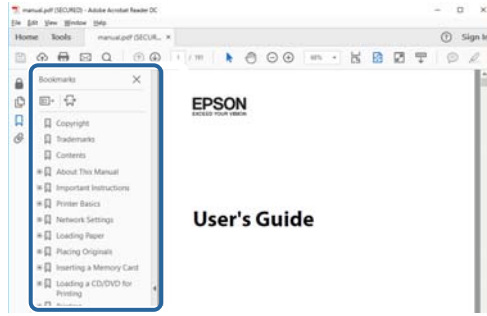 manual.pdf (SECURED) - Adobe Acrobat Reader DC
File Edit View Window Help
Home Tools manual.pdf (SECUR... × Sign In
Bookmarks
Copyright
Trademarks
Contents
About This Manual
Important Instructions
Printer Basics
Network Settings
Loading Paper
Placing Originals
Inserting a Memory Card
Loading a CD/DVD for
Printing
EPSON
EXCEED YOUR VISION
User's Guide